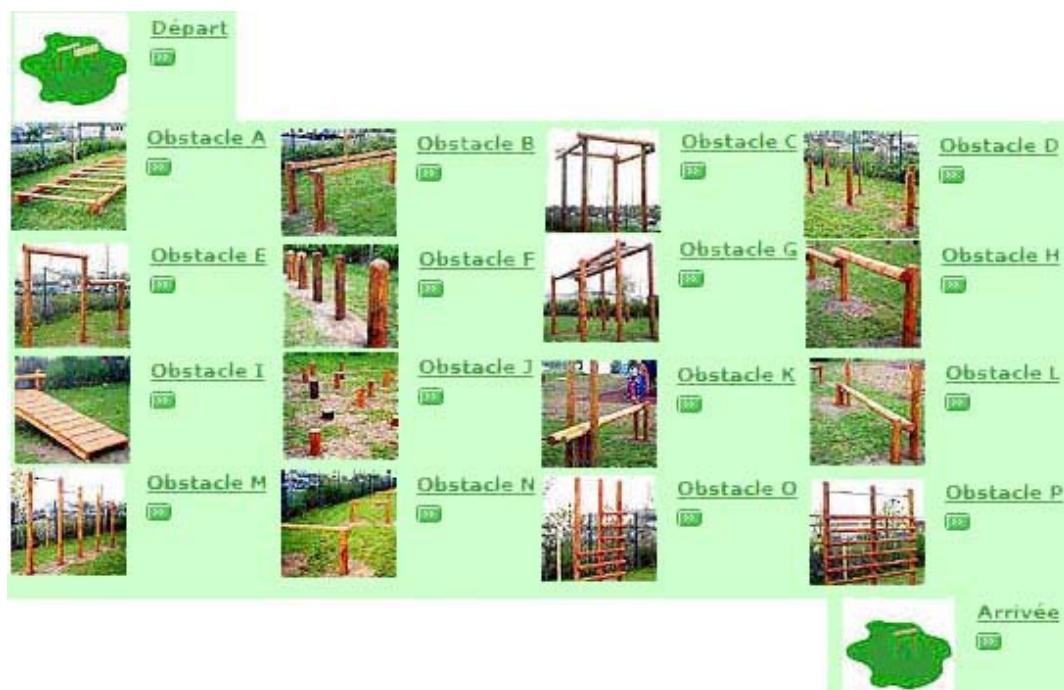 Départ
Obstacle A
Obstacle B
Obstacle C
Obstacle D
Obstacle E
Obstacle F
Obstacle G
Obstacle H
Obstacle I
Obstacle J
Obstacle K
Obstacle L
Obstacle M
Obstacle N
Obstacle O
Obstacle P
Arrivée